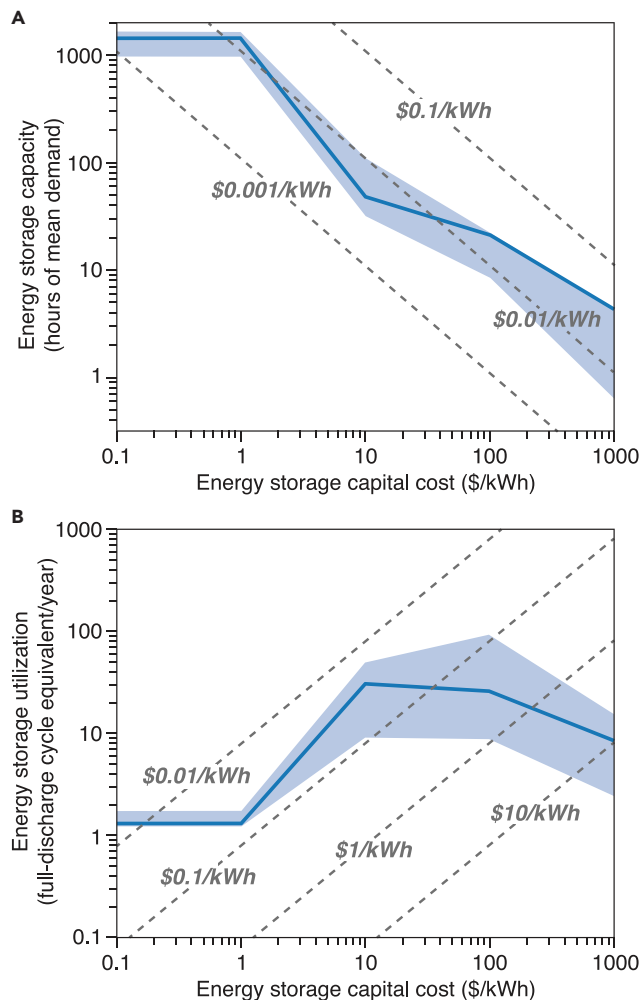 A
Energy storage capacity
(hours of mean demand)
1000
100
10
1
$0.1/kWh
$0.001/kWh
$0.01/kWh
0.1 1 10 100 1000
Energy storage capital cost ($/kWh)
B
Energy storage utilization
(full-discharge cycle equivalent/year)
1000
100
10
1
0.1
$0.01/kWh
$0.1/kWh
$1/kWh
$10/kWh
0.1 1 10 100 1000
Energy storage capital cost ($/kWh)